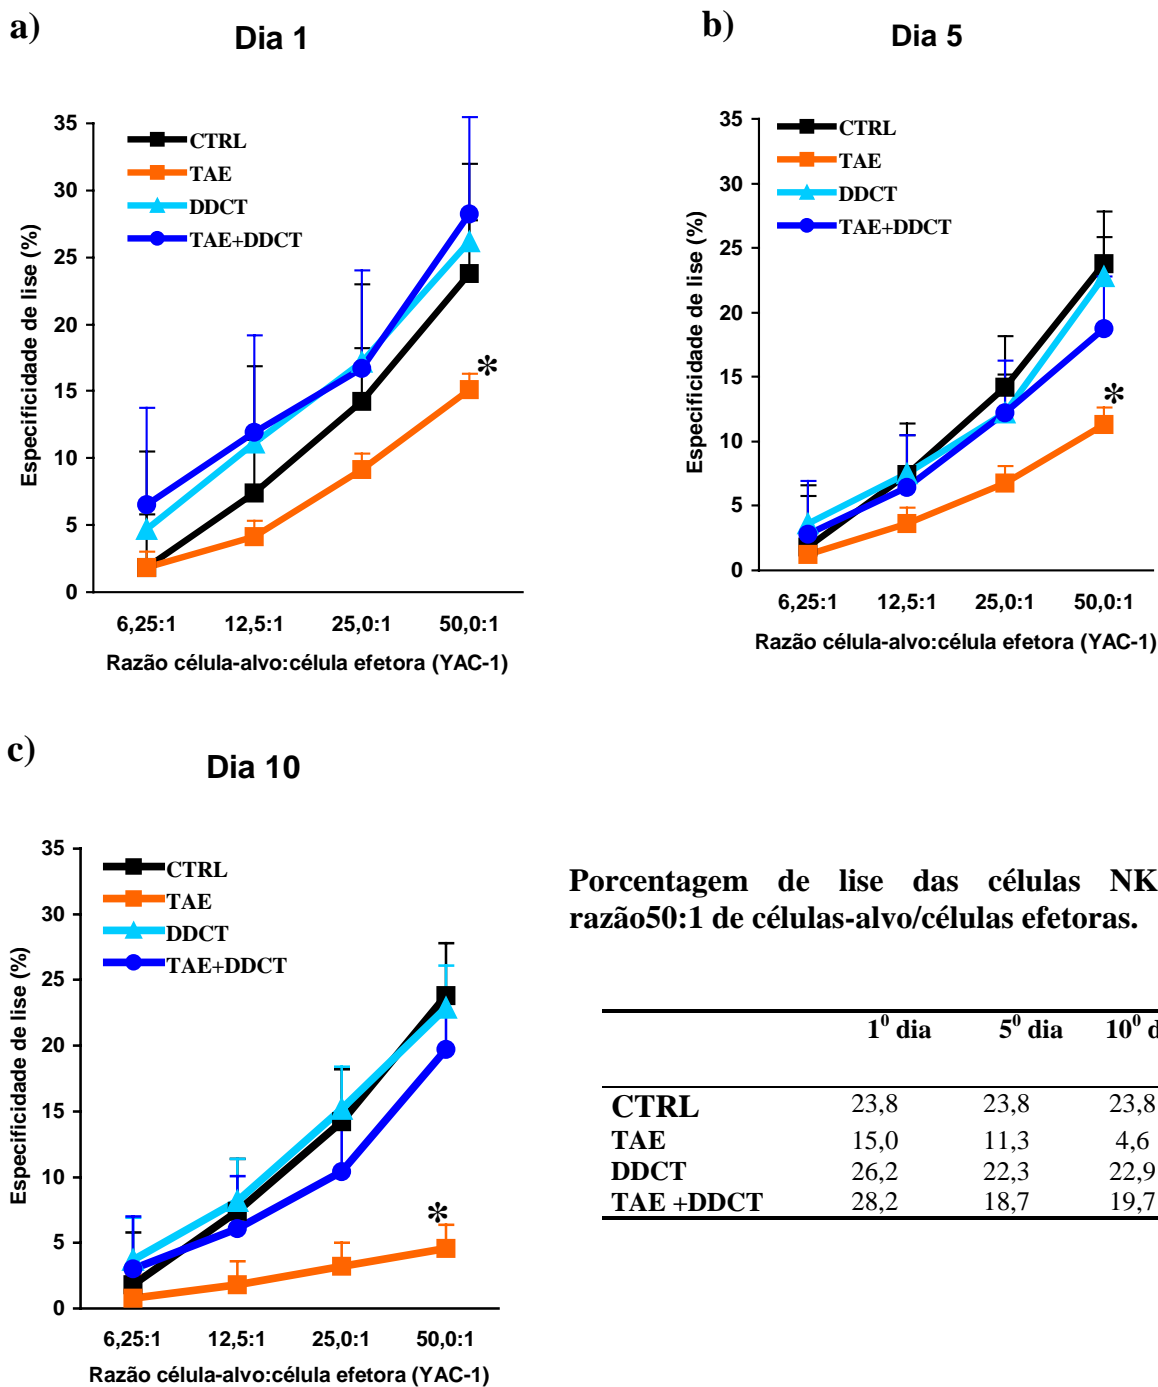 a)
Dia 1
35
30
25
20
15
10
5
0
Especificidade de lise (%)
CTRL
TAE
DDCT
TAE+DDCT
*
6,25:1 12,5:1 25,0:1 50,0:1
Razão célula-alvo:célula efetora (YAC-1)
b)
Dia 5
35
30
25
20
15
10
5
0
Especificidade de lise (%)
CTRL
TAE
DDCT
TAE+DDCT
*
6,25:1 12,5:1 25,0:1 50,0:1
Razão célula-alvo:célula efetora (YAC-1)
c)
Dia 10
35
30
25
20
15
10
5
0
Especificidade de lise (%)
CTRL
TAE
DDCT
TAE+DDCT
*
6,25:1 12,5:1 25,0:1 50,0:1
Razão célula-alvo:célula efetora (YAC-1)
Porcentagem de lise das células NK
razão50:1 de células-alvo/células efetoras.
1⁰ dia 5⁰ dia 10⁰ d
CTRL 23,8 23,8 23,8
TAE 15,0 11,3 4,6
DDCT 26,2 22,3 22,9
TAE +DDCT 28,2 18,7 19,7